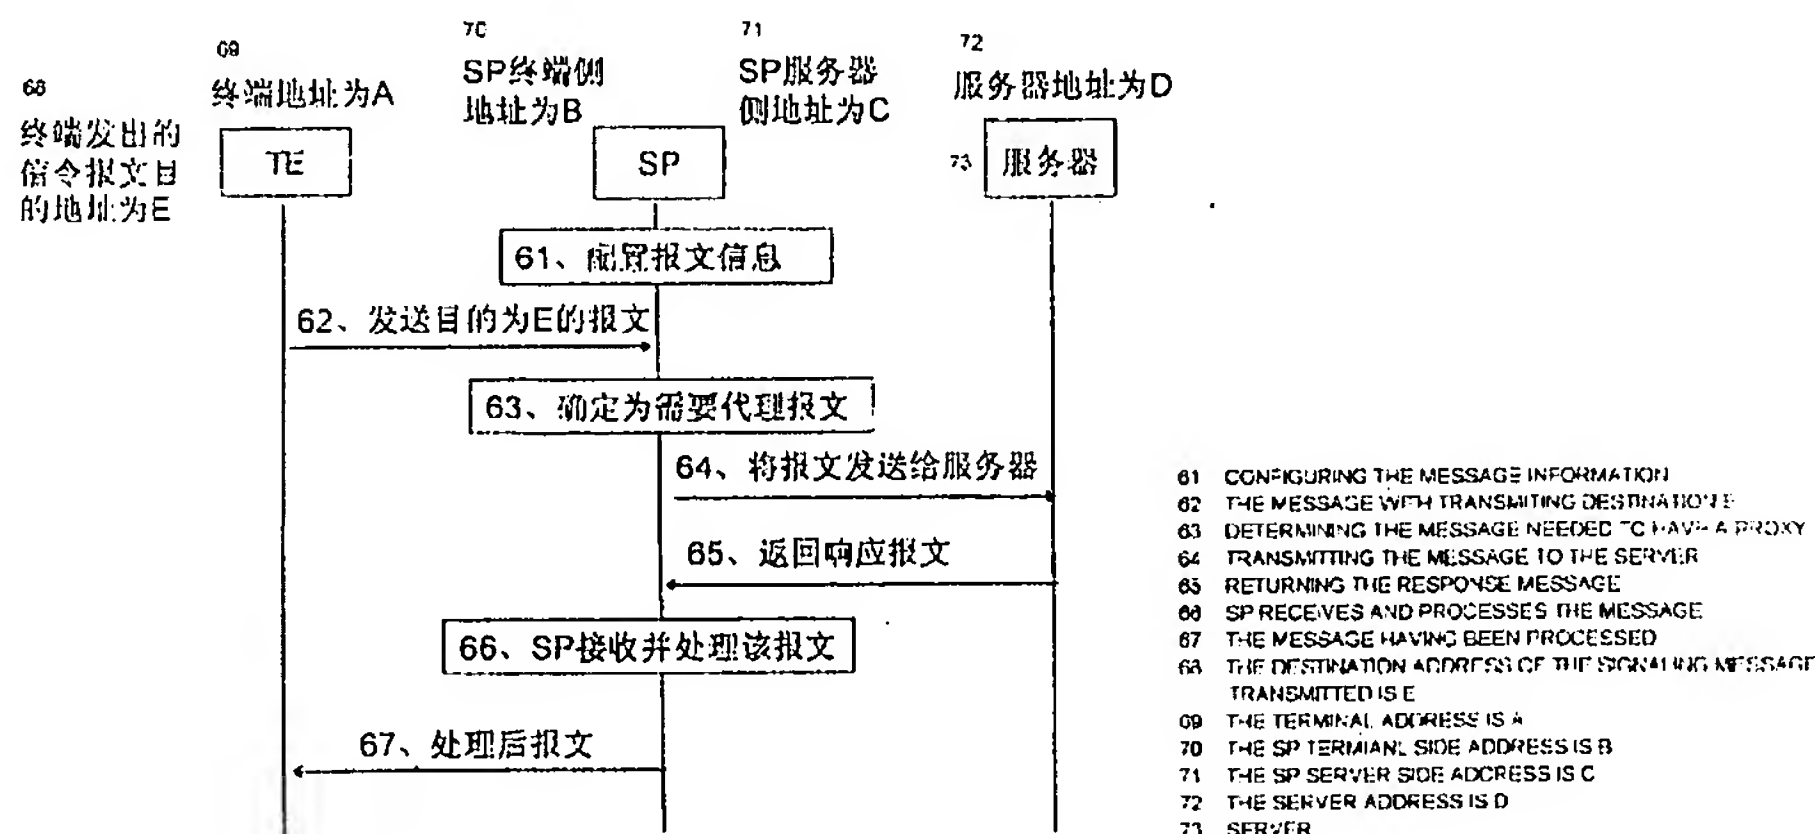 68
终端发出的
信令报文目
的地址为E
69
终端地址为A
70
SP终端侧
地址为B
71
SP服务器
侧地址为C
72
服务器地址为D
TE
SP
73
服务器
61、配置报文信息
62、发送目的为E的报文
63、确定为需要代理报文
64、将报文发送给服务器
65、返回响应报文
66、SP接收并处理该报文
67、处理后报文
61 CONFIGURING THE MESSAGE INFORMATION
62 THE MESSAGE WITH TRANSMITING DESTINATION E
63 DETERMINING THE MESSAGE NEEDED TO HAVE A PROXY
64 TRANSMITTING THE MESSAGE TO THE SERVER
65 RETURNING THE RESPONSE MESSAGE
66 SP RECEIVES AND PROCESSES THE MESSAGE
67 THE MESSAGE HAVING BEEN PROCESSED
68 THE DESTINATION ADDRESS OF THE SIGNALING MESSAGE
TRANSMITTED IS E
69 THE TERMINAL ADDRESS IS A
70 THE SP TERMIANL SIDE ADDRESS IS B
71 THE SP SERVER SIDE ADDRESS IS C
72 THE SERVER ADDRESS IS D
73 SERVER